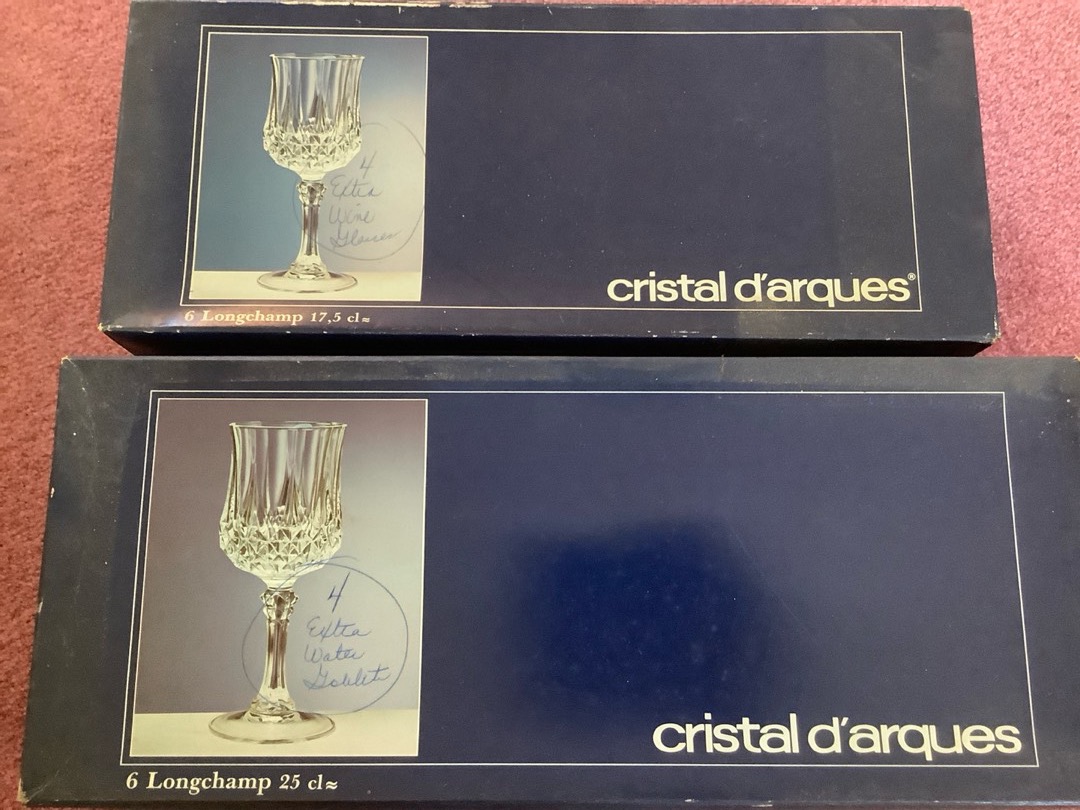 4
Extra
Wine
Glasses
cristal d'arques®
6 Longchamp 17,5 cl≈
4
Extra
Water
Goblets
cristal d'arques
6 Longchamp 25 cl≈